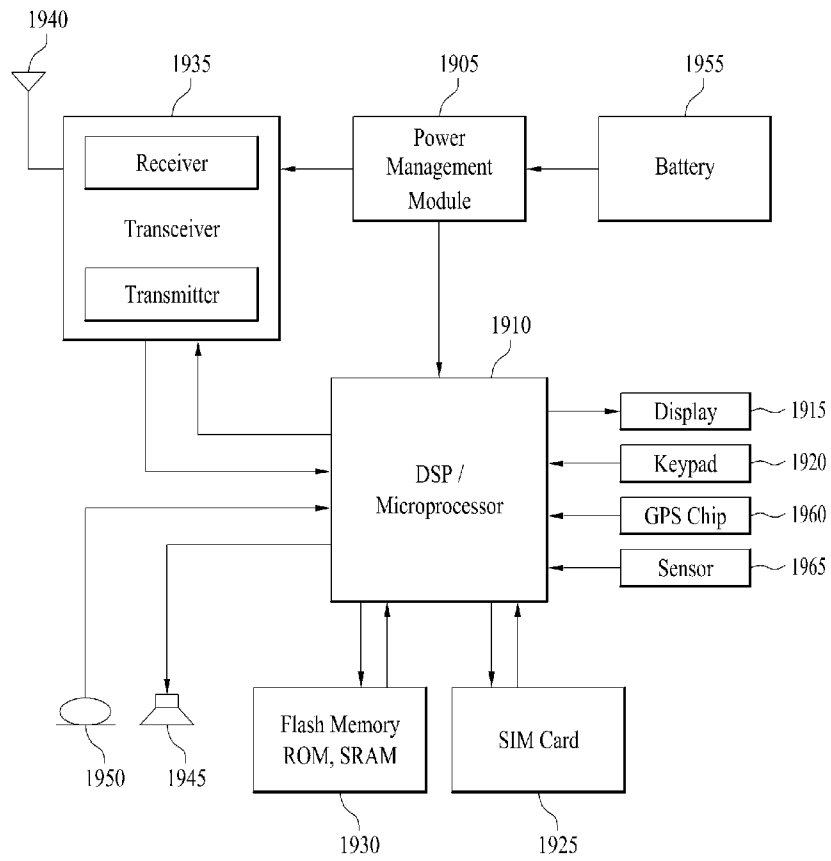 1940
1935
1905
1955
Receiver
Transceiver
Transmitter
Power
Management
Module
Battery
1910
DSP /
Microprocessor
Display
1915
Keypad
1920
GPS Chip
1960
Sensor
1965
1950
1945
Flash Memory
ROM, SRAM
1930
SIM Card
1925